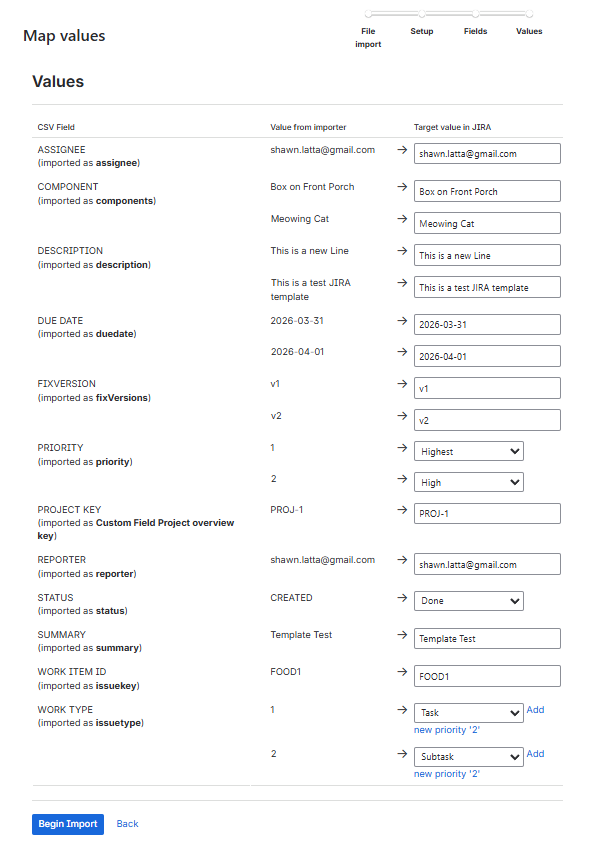 Map values
File import
Setup
Fields
Values
Values
CSV Field Value from importer Target value in JIRA
ASSIGNEE shawn.latta@gmail.com → shawn.latta@gmail.com
(imported as assignee)
COMPONENT Box on Front Porch → Box on Front Porch
(imported as components)
Meowing Cat → Meowing Cat
DESCRIPTION This is a new Line → This is a new Line
(imported as description)
This is a test JIRA → This is a test JIRA template
template
DUE DATE 2026-03-31 → 2026-03-31
(imported as duedate)
2026-04-01 → 2026-04-01
FIXVERSION v1 → v1
(imported as fixVersions)
v2 → v2
PRIORITY 1 → Highest
(imported as priority)
2 → High
PROJECT KEY PROJ-1 → PROJ-1
(imported as Custom Field Project overview
key)
REPORTER shawn.latta@gmail.com → shawn.latta@gmail.com
(imported as reporter)
STATUS CREATED → Done
(imported as status)
SUMMARY Template Test → Template Test
(imported as summary)
WORK ITEM ID FOOD1 → FOOD1
(imported as issuekey)
WORK TYPE 1 → Task Add
(imported as issuetype) new priority '2'
2 → Subtask Add
new priority '2'
Begin Import Back